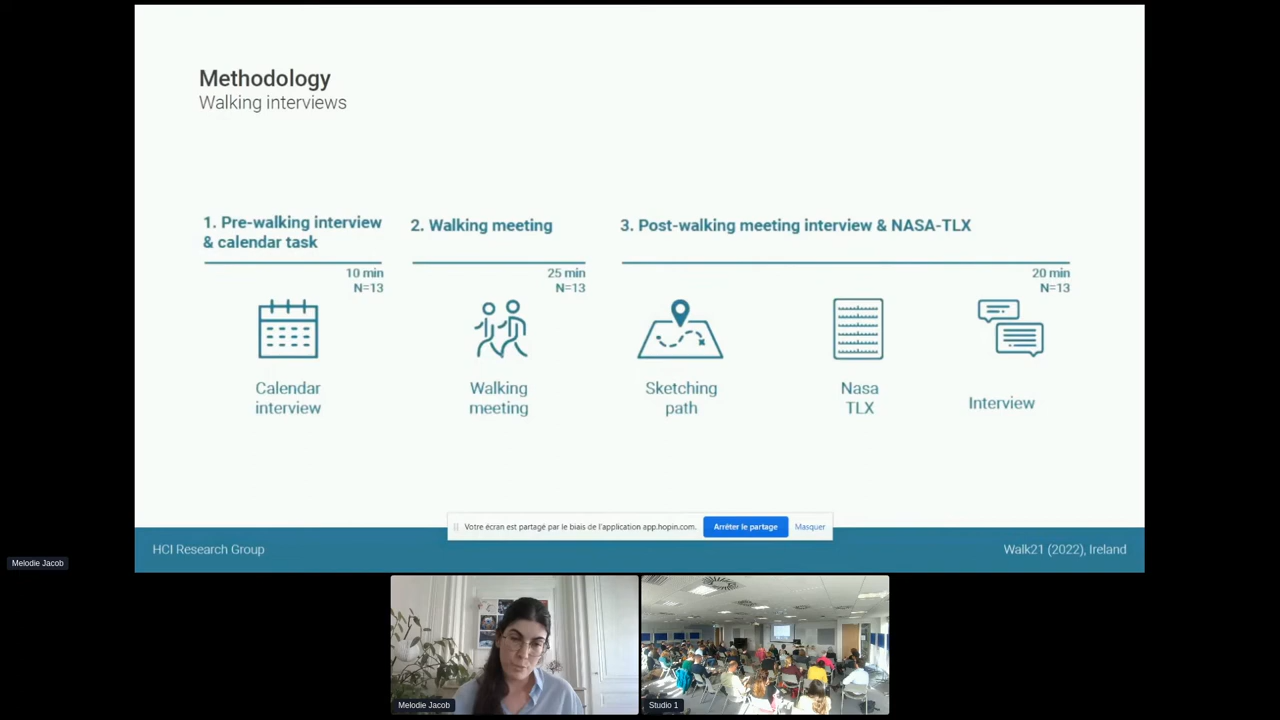 Methodology
Walking interviews
1. Pre-walking interview
& calendar task
10 min
N=13
2. Walking meeting
25 min
N=13
3. Post-walking meeting interview & NASA-TLX
20 min
N=13
Calendar
interview
Walking
meeting
Sketching
path
Nasa
TLX
Interview
Votre écran est partagé par le biais de l'application app.hopin.com.
Arrêter le partage
Masquer
HCI Research Group
Walk21 (2022), Ireland
Melodie Jacob
Melodie Jacob
Studio 1